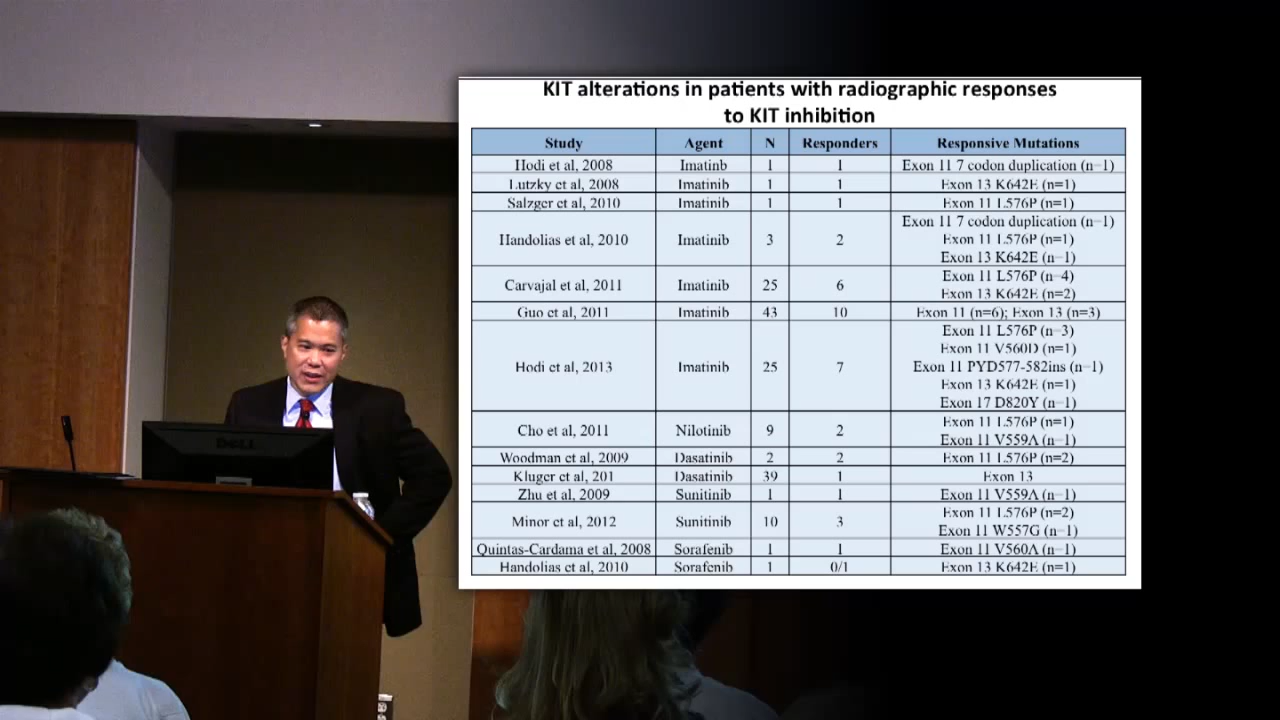 KIT alterations in patients with radiographic responses
to KIT inhibition
Study Agent N Responders Responsive Mutations
Hodi et al, 2008 Imatinb 1 1 Exon 11 7 codon duplication (n=1)
Lutzky et al, 2008 Imatinib 1 1 Exon 13 K642E (n=1)
Salzger et al, 2010 Imatinib 1 1 Exon 11 L576P (n=1)
Handolias et al, 2010 Imatinib 3 2 Exon 11 7 codon duplication (n=1)
Exon 11 L576P (n=1)
Exon 13 K642E (n=1)
Carvajal et al, 2011 Imatinib 25 6 Exon 11 L576P (n=4)
Exon 13 K642E (n=2)
Guo et al, 2011 Imatinib 43 10 Exon 11 (n=6); Exon 13 (n=3)
Hodi et al, 2013 Imatinib 25 7 Exon 11 L576P (n=3)
Exon 11 V560D (n=1)
Exon 11 PYD577-582ins (n=1)
Exon 13 K642E (n=1)
Exon 17 D820Y (n=1)
Cho et al, 2011 Nilotinib 9 2 Exon 11 L576P (n=1)
Exon 11 V559A (n=1)
Woodman et al, 2009 Dasatinib 2 2 Exon 11 L576P (n=2)
Kluger et al, 201 Dasatinib 39 1 Exon 13
Zhu et al, 2009 Sunitinib 1 1 Exon 11 V559A (n=1)
Minor et al, 2012 Sunitinib 10 3 Exon 11 L576P (n=2)
Exon 11 W557G (n=1)
Quintas-Cardama et al, 2008 Sorafenib 1 1 Exon 11 V560A (n=1)
Handolias et al, 2010 Sorafenib 1 0/1 Exon 13 K642E (n=1)
DELL